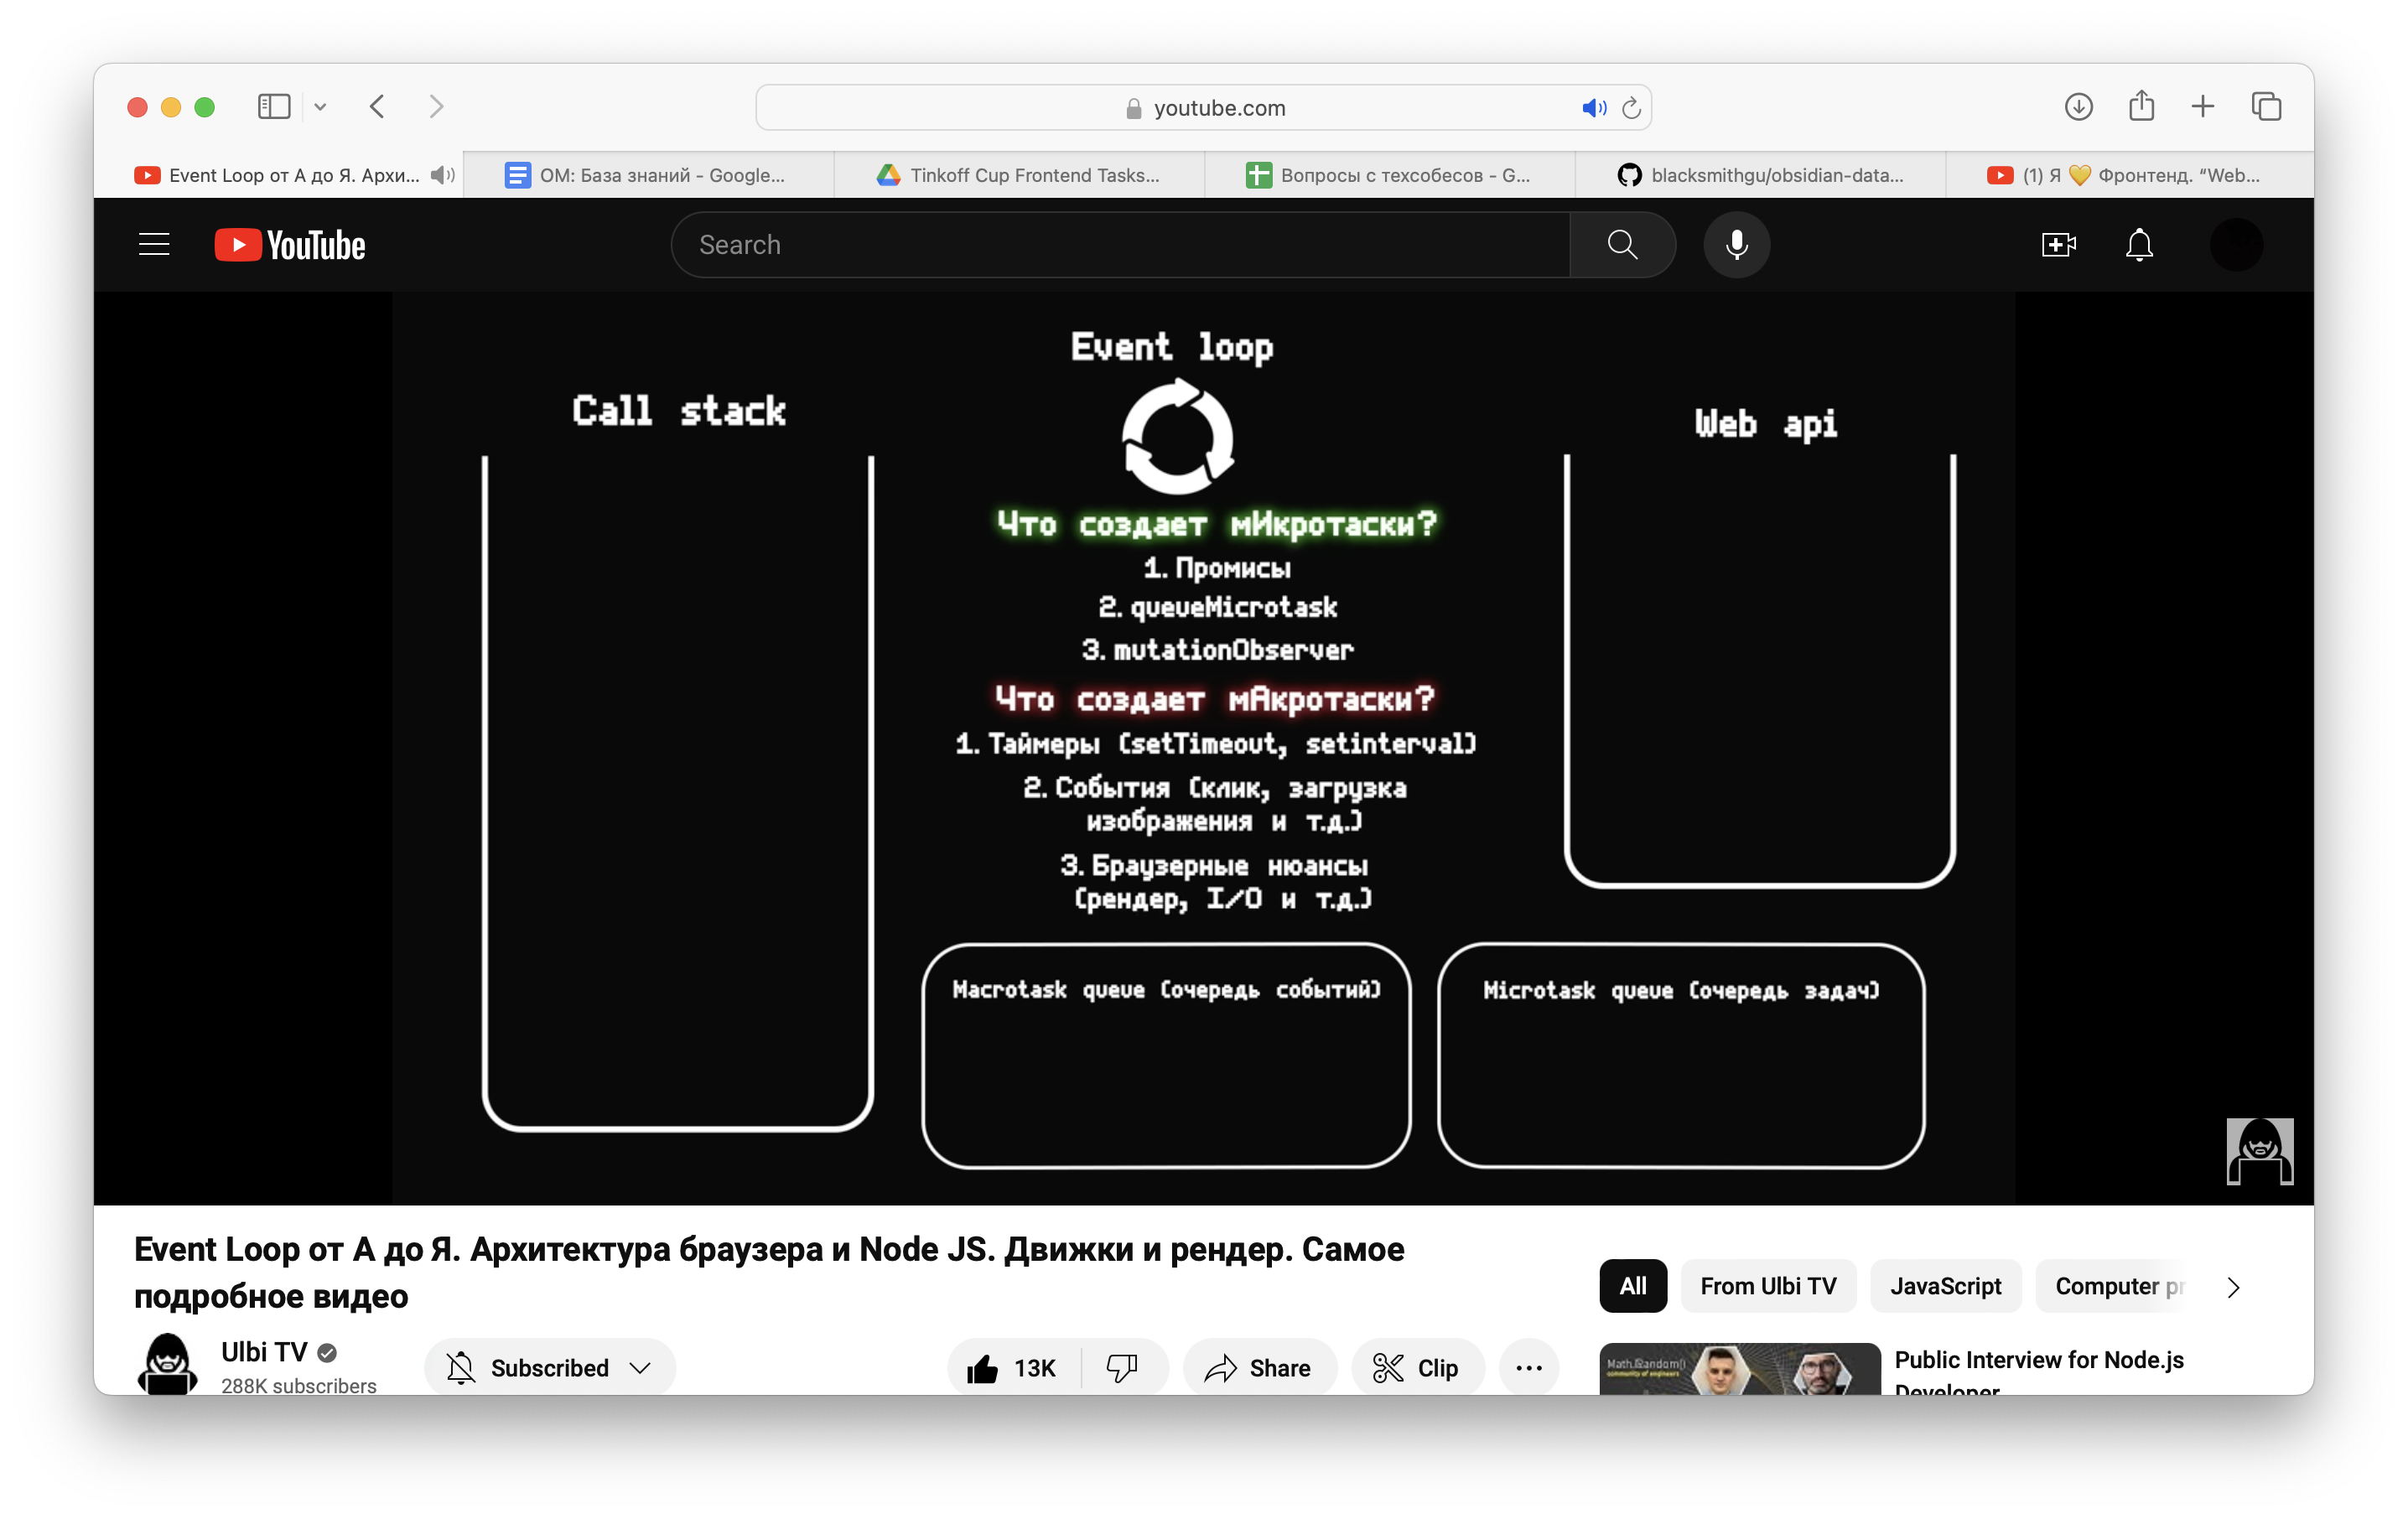 youtube.com
Event Loop от А до Я. Архи...
ОМ: База знаний - Google...
Tinkoff Cup Frontend Tasks...
Вопросы с техсобесов - G...
blacksmithgu/obsidian-data...
(1) Я 💛 Фронтенд. “Web...
YouTube
Search
Event loop
Call stack
Web api
Что создает мИкротаски?
1. Промисы
2. queueMicrotask
3. mutationObserver
Что создает мАкротаски?
1. Таймеры (setTimeout, setinterval)
2. События (клик, загрузка
изображения и т.д.)
3. Браузерные нюансы
(рендер, I/O и т.д.)
Macrotask queue (очередь событий)
Microtask queue (очередь задач)
Event Loop от А до Я. Архитектура браузера и Node JS. Движки и рендер. Самое
подробное видео
All
From Ulbi TV
JavaScript
Computer pr
Ulbi TV
288K subscribers
Subscribed
13K
Share
Clip
Math.Random()
community of engineers
Public Interview for Node.js
Developer